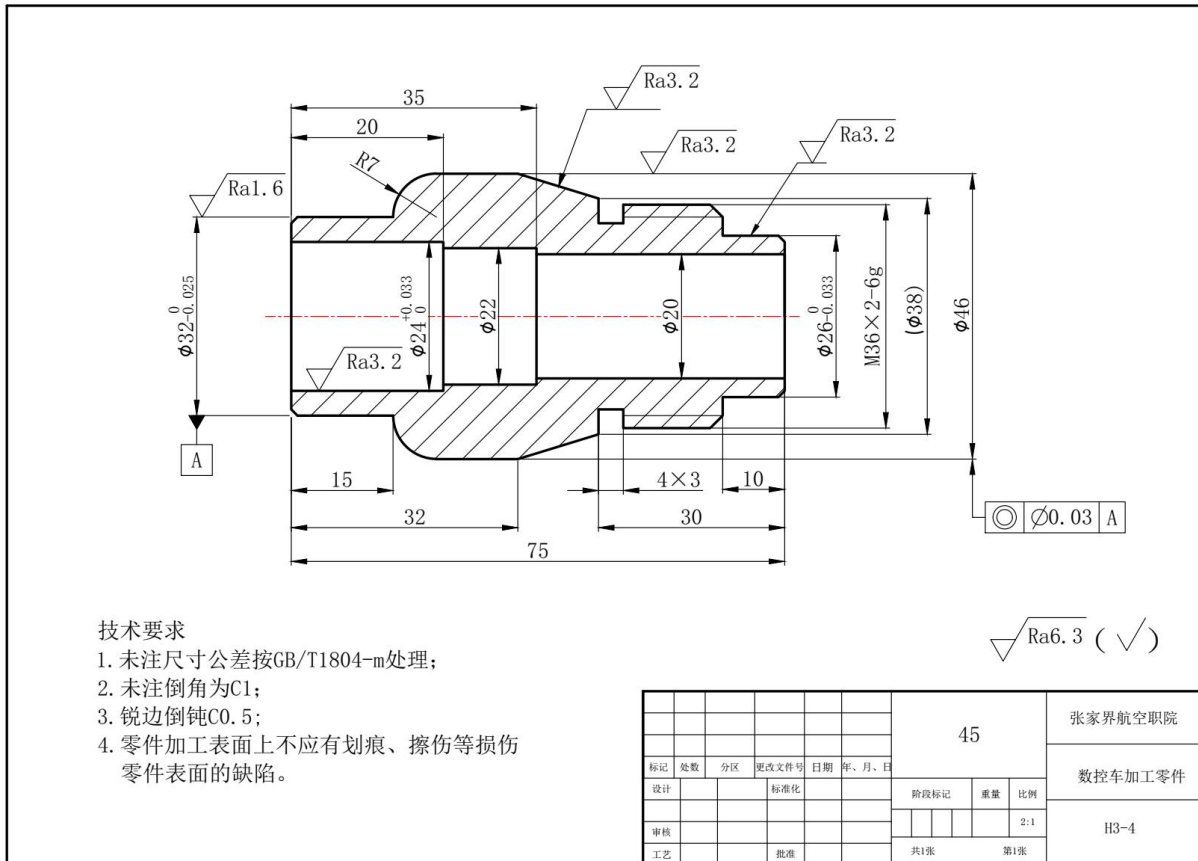 35
Ra3.2
20
Ra3.2
Ra3.2
R7
Ra1.6
φ32 0 -0.025
φ24 +0.033 0
φ22
φ20
φ26 0 -0.033
M36×2-6g
(φ38)
φ46
Ra3.2
A
15
4×3
10
32
30
◎ Ø0.03 A
75
Ra6.3 (√)
技术要求
1. 未注尺寸公差按GB/T1804-m处理;
2. 未注倒角为C1;
3. 锐边倒钝C0.5;
4. 零件加工表面上不应有划痕、擦伤等损伤
零件表面的缺陷。
45
张家界航空职院
标记 处数 分区 更改文件号 日期 年、月、日
数控车加工零件
设计 标准化 阶段标记 重量 比例
2:1
H3-4
审核
工艺 批准 共1张 第1张